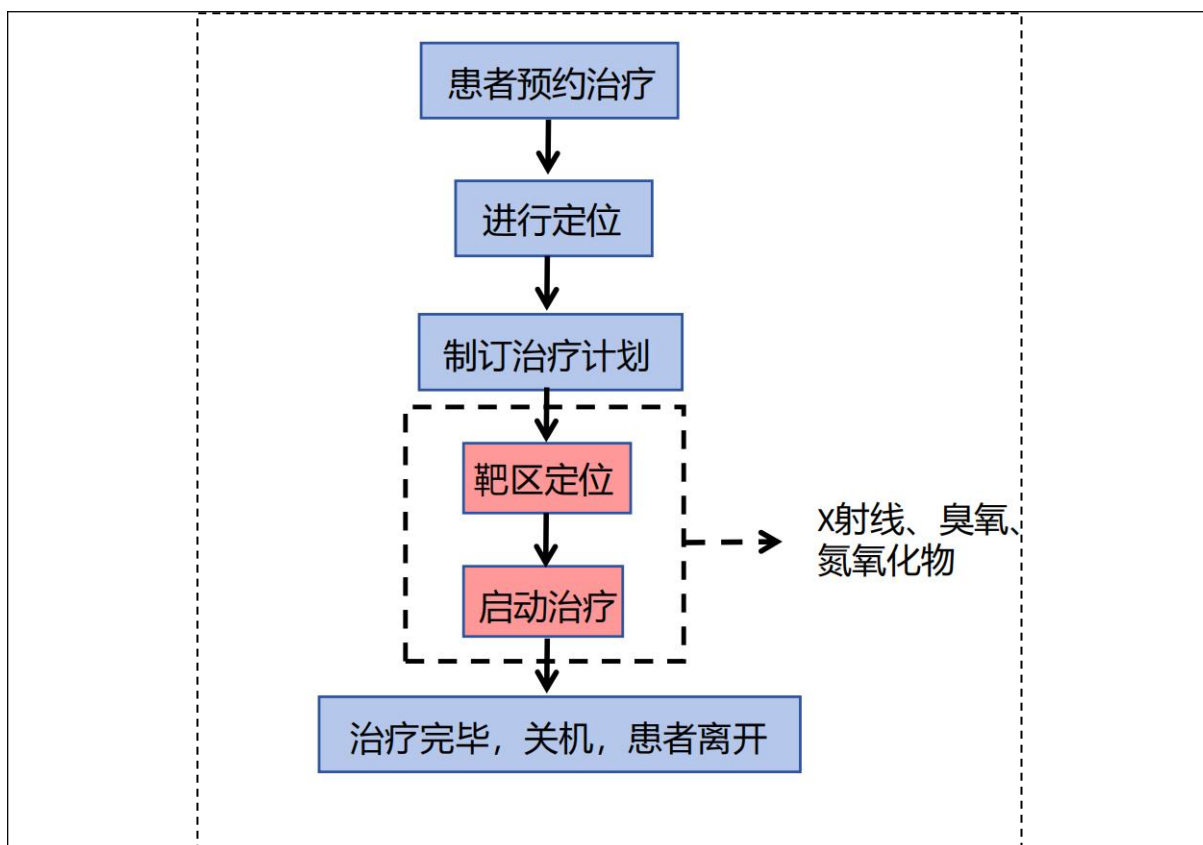 患者预约治疗
进行定位
制订治疗计划
靶区定位
启动治疗
X射线、臭氧、
氮氧化物
治疗完毕，关机，患者离开